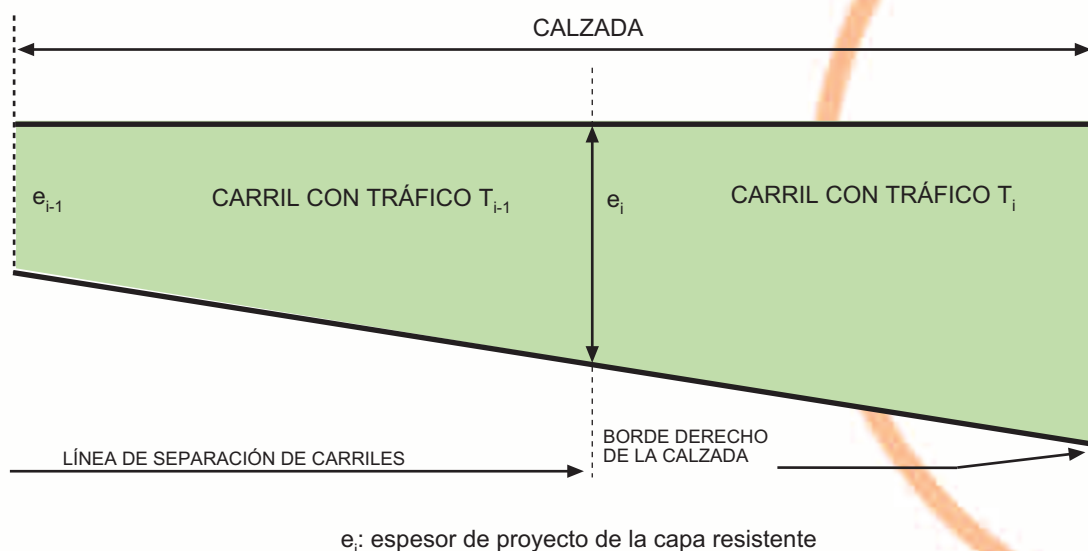 CALZADA
e_{i-1}
CARRIL CON TRÁFICO T_{i-1}
e_i
CARRIL CON TRÁFICO T_i
LÍNEA DE SEPARACIÓN DE CARRILES
BORDE DERECHO
DE LA CALZADA
e_i: espesor de proyecto de la capa resistente